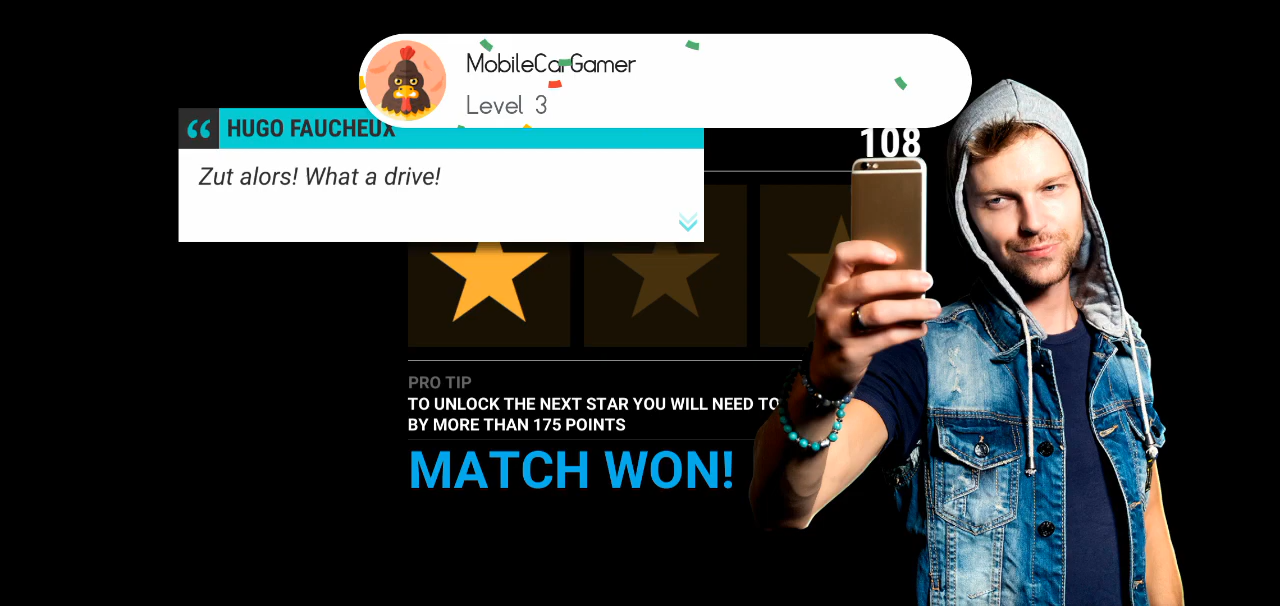 MobileCarGamer
Level 3
HUGO FAUCHEUX
Zut alors! What a drive!
108
PRO TIP
TO UNLOCK THE NEXT STAR YOU WILL NEED TO
BY MORE THAN 175 POINTS
MATCH WON!